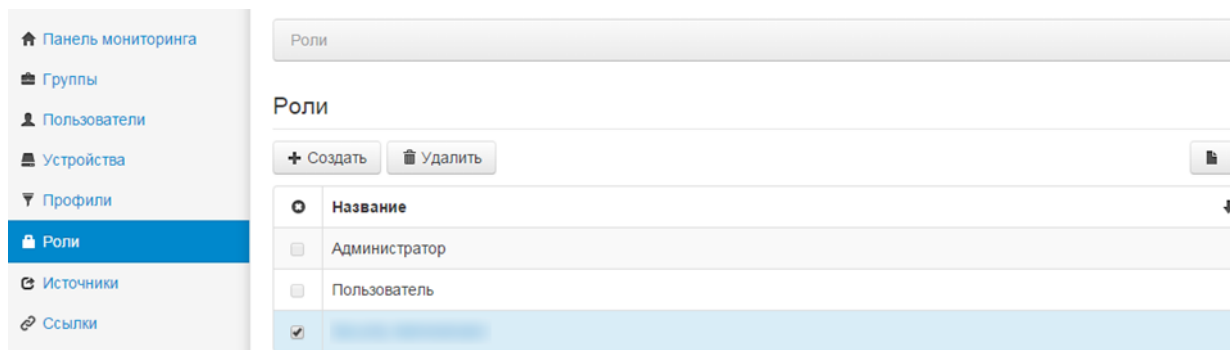 Панель мониторинга
Группы
Пользователи
Устройства
Профили
Роли
Источники
Ссылки
Роли
Роли
Создать Удалить
Название
Администратор
Пользователь